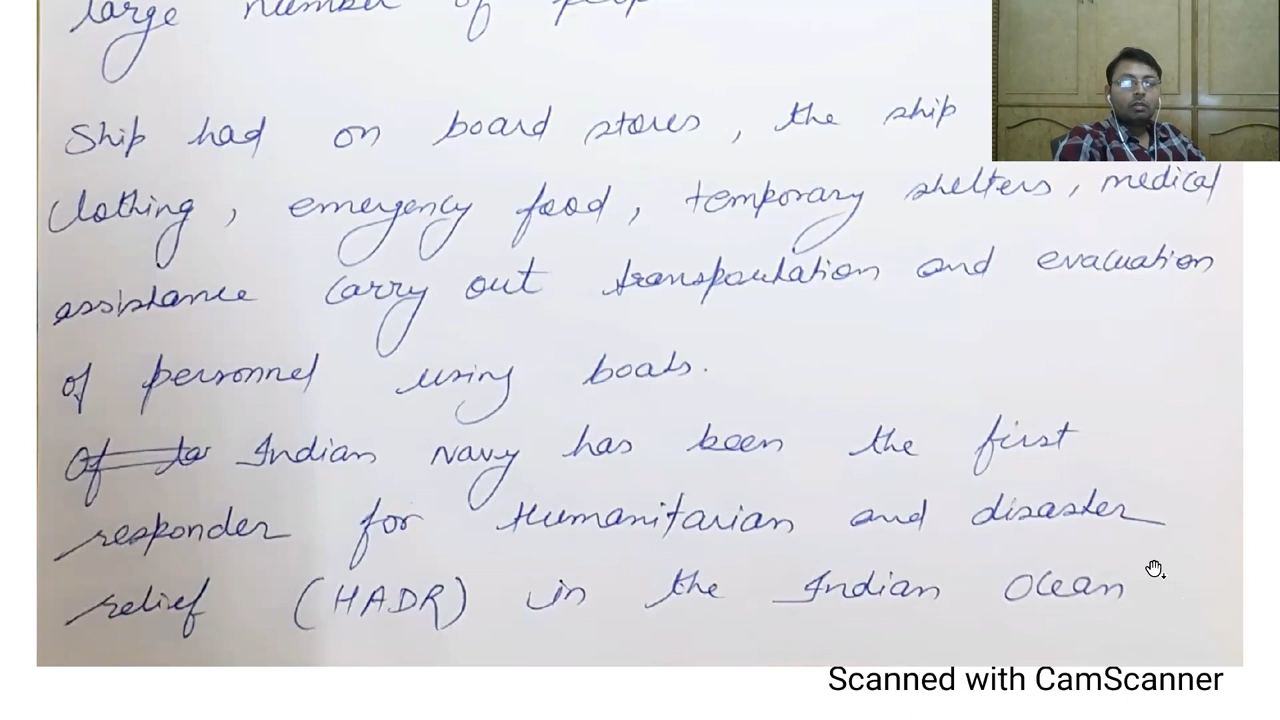 large number of
Ship had on board stores, the ship
clothing, emergency food, temporary shelters, medical
assistance carry out transportation and evacuation
of personnel using boats.
Of to Indian Navy has been the first
responder for Humanitarian and disaster
relief (HADR) in the Indian Ocean
Scanned with CamScanner